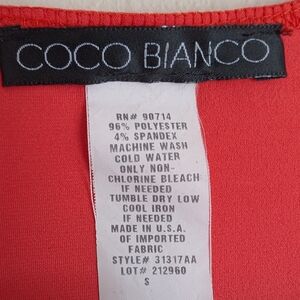 COCO BIANCO
RN# 90714
96% POLYESTER
4% SPANDEX
MACHINE WASH
COLD WATER
ONLY NON-
CHLORINE BLEACH
IF NEEDED
TUMBLE DRY LOW
COOL IRON
IF NEEDED
MADE IN U.S.A.
OF IMPORTED
FABRIC
STYLE# 31317AA
LOT# 212960
S